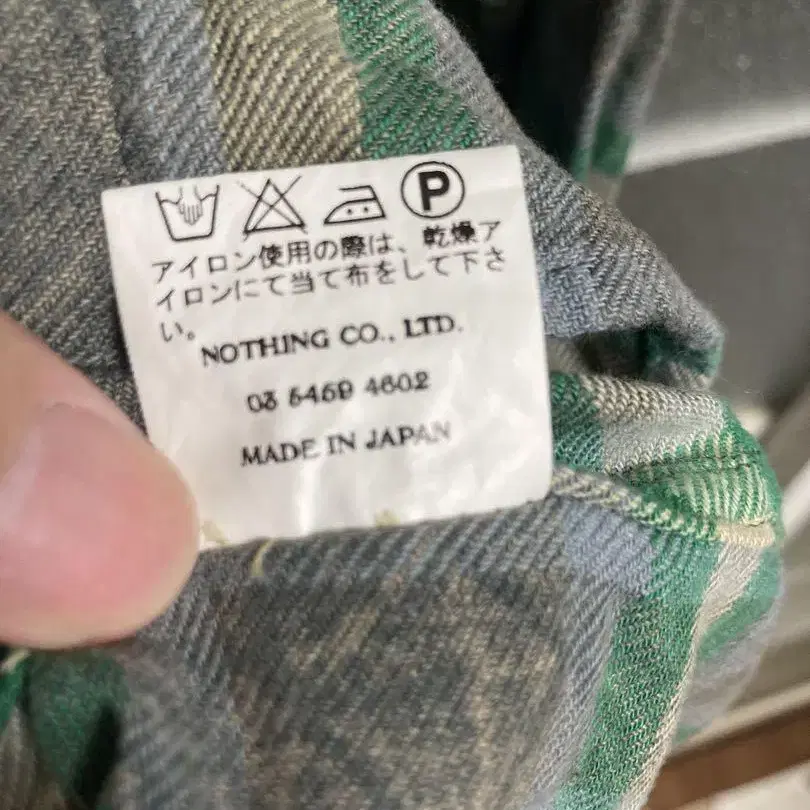 P
アイロン使用の際は、乾燥ア
イロンにて当て布をして下さ
い。
NOTHING CO., LTD.
03 5459 4602
MADE IN JAPAN